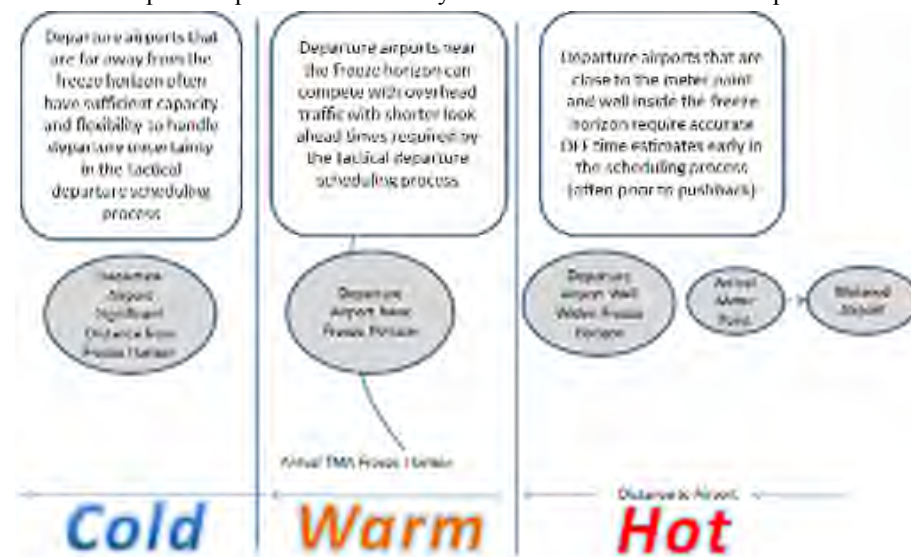 Departure airports that
are far away from the
freeze horizon often
have sufficient capacity
and flexibility to handle
departure uncertainty
in the tactical
departure scheduling
process
Departure airports near
the freeze horizon can
compete with overhead
traffic with shorter look
ahead times required by
the tactical departure
scheduling process
Departure airports that are
close to the meter point
and well inside the freeze
horizon require accurate
OFF time estimates early in
the scheduling process
(often prior to pushback)
Departure
Airport
Significant
Distance from
Freeze Horizon
Departure
Airport Near
Freeze Horizon
Departure
Airport Well
Within Freeze
Horizon
Arrival
Meter
Point
Metered
Airport
TMA Freeze Horizon
Distance to Airport
Cold
Warm
Hot